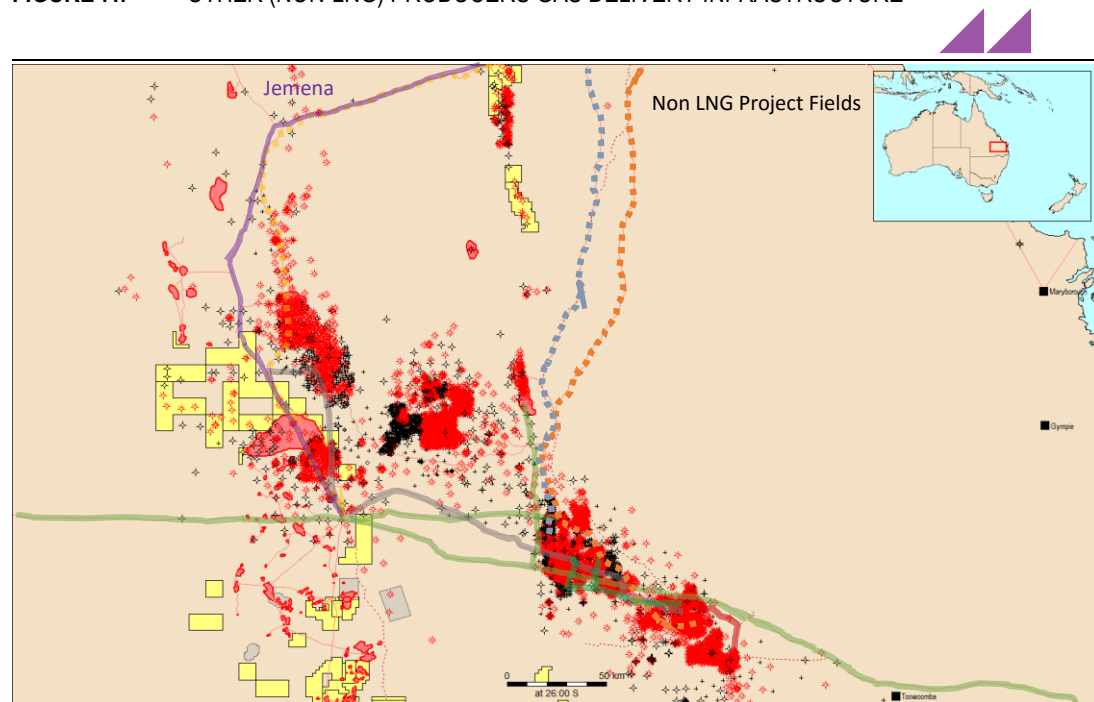 Jemena
Non LNG Project Fields
Maryborough
Gympie
0 50 km
at 26:00 S
Toowoomba